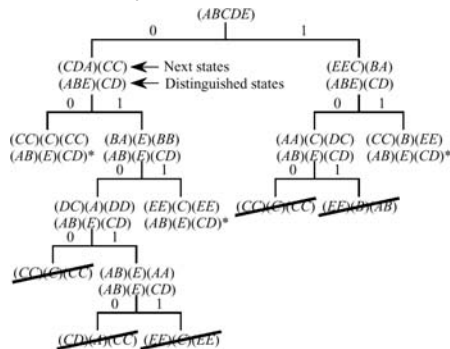 (ABCDE)
0 1
(CDA)(CC) Next states (EEC)(BA)
(ABE)(CD) Distinguished states (ABE)(CD)
0 1 0 1
(CC)(C)(CC) (BA)(E)(BB) (AA)(C)(DC) (CC)(B)(EE)
(AB)(E)(CD)* (AB)(E)(CD) (AB)(E)(CD) (AB)(E)(CD)*
0 1 0 1
(DC)(A)(DD) (EE)(C)(EE) (CC)(C)(CC) (EE)(B)(AB)
(AB)(E)(CD) (AB)(E)(CD)*
0 1
(CC)(C)(CC) (AB)(E)(AA)
(AB)(E)(CD)
0 1
(CD)(A)(CC) (EE)(C)(EE)